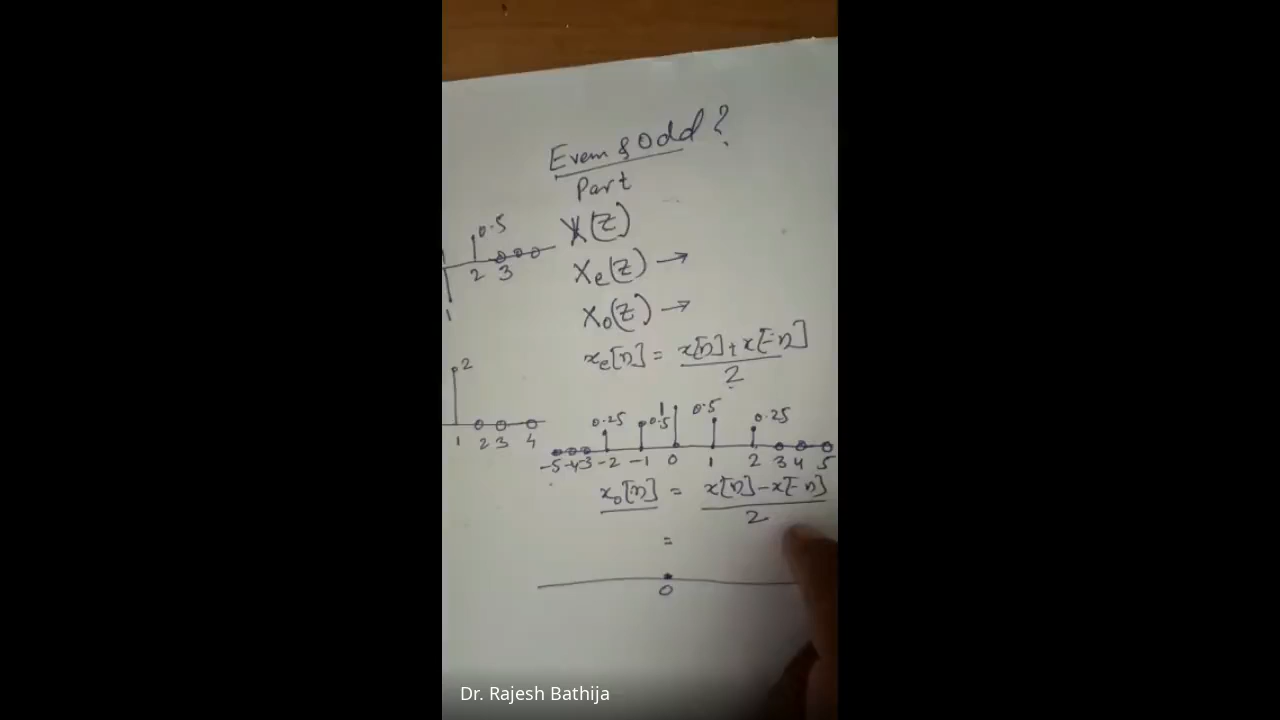 Even & Odd ?
Part
X(z)
0.5
2 3
1
Xe(z) →
Xo(z) →
xe[n] = x[n]+x[-n]
2
2
1 2 3 4
0.25 0.5 1 0.5 0.25
-5 -4 -3 -2 -1 0 1 2 3 4 5
xo[n] = x[n]-x[-n]
2
=
0
Dr. Rajesh Bathija